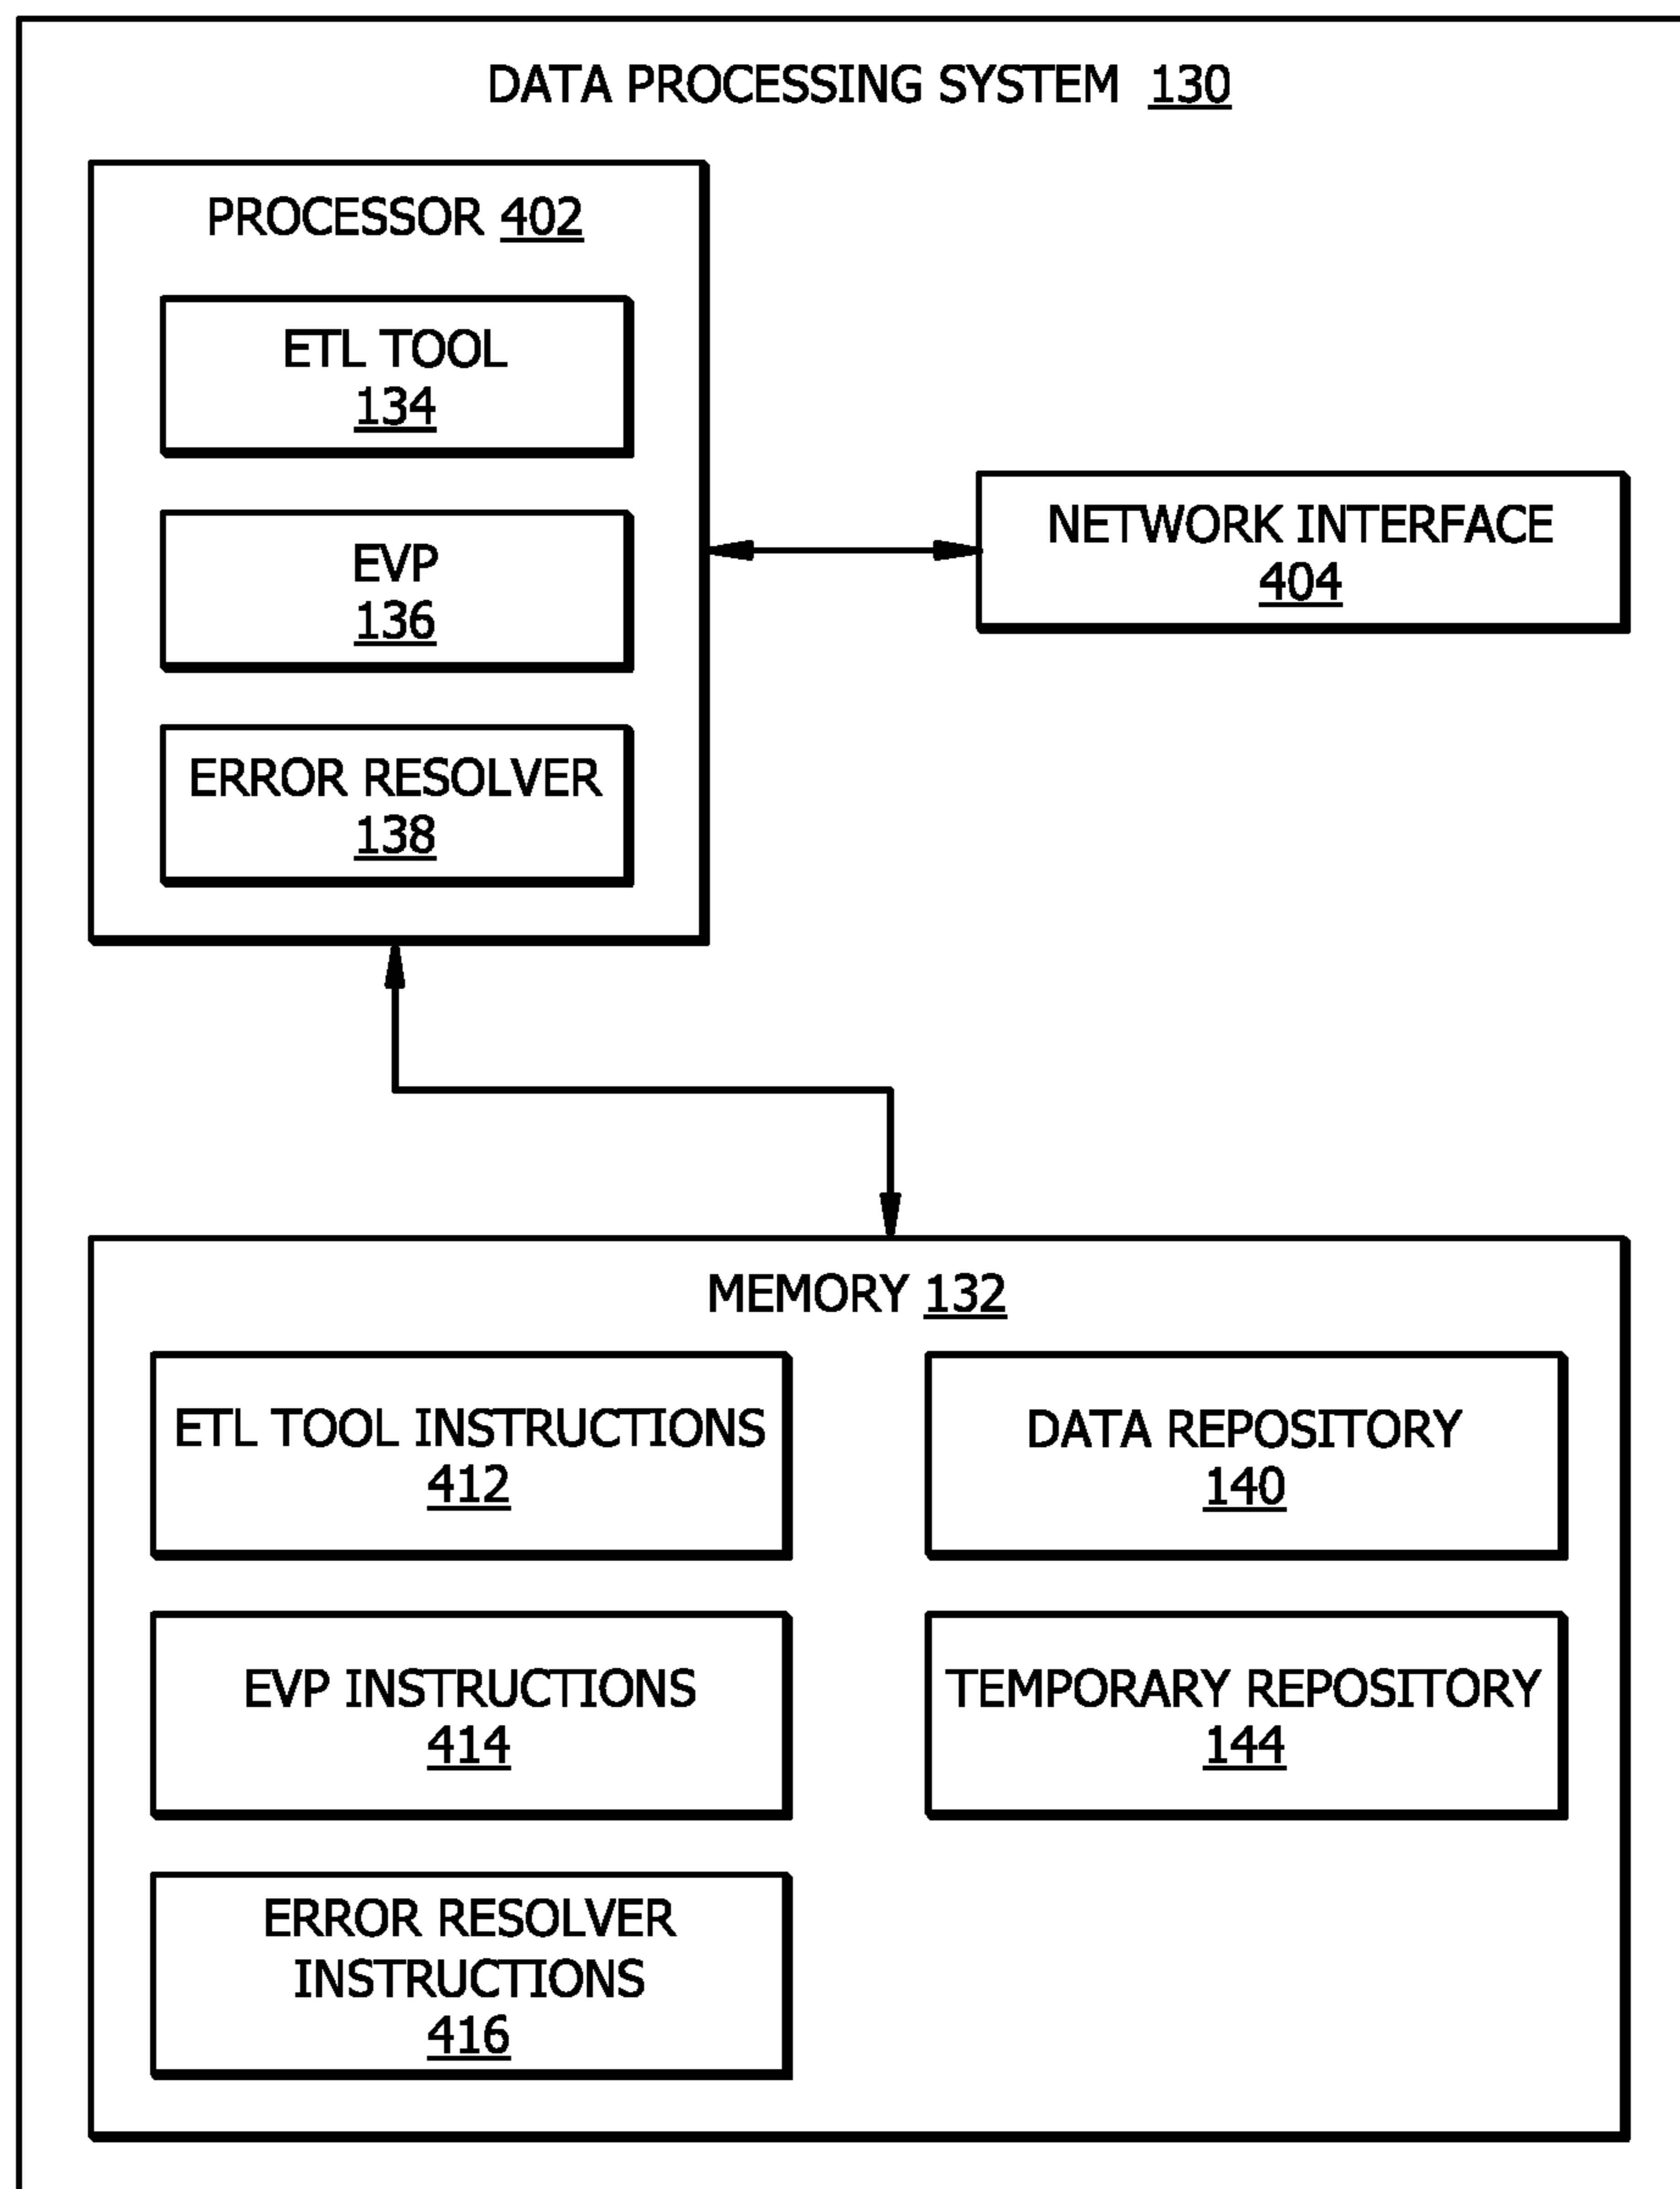 DATA PROCESSING SYSTEM 130
PROCESSOR 402
ETL TOOL
134
EVP
136
ERROR RESOLVER
138
NETWORK INTERFACE
404
MEMORY 132
ETL TOOL INSTRUCTIONS
412
DATA REPOSITORY
140
EVP INSTRUCTIONS
414
TEMPORARY REPOSITORY
144
ERROR RESOLVER
INSTRUCTIONS
416